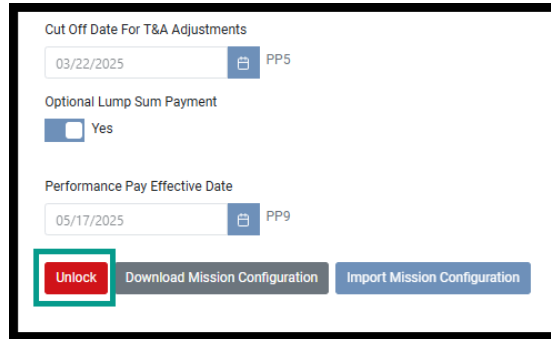 Cut Off Date For T&A Adjustments
03/22/2025 PP5
Optional Lump Sum Payment
Yes
Performance Pay Effective Date
05/17/2025 PP9
Unlock Download Mission Configuration Import Mission Configuration